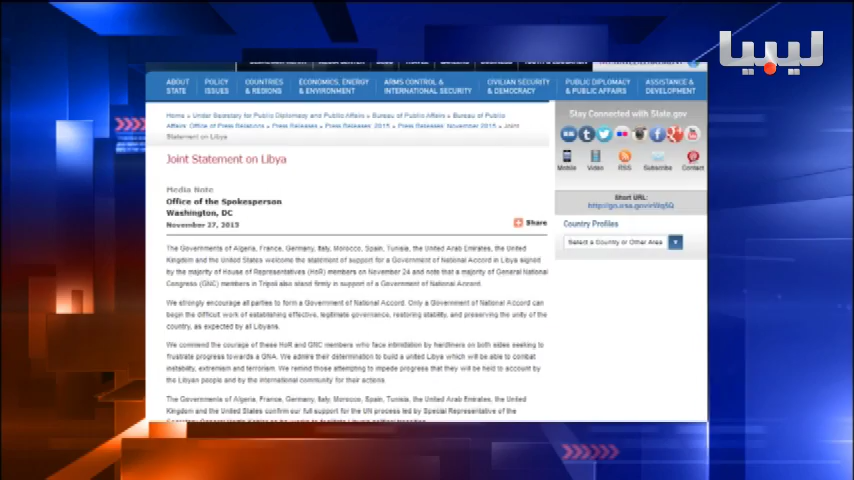 ليبيا
ABOUT STATE
POLICY ISSUES
COUNTRIES & REGIONS
ECONOMICS, ENERGY & ENVIRONMENT
ARMS CONTROL & INTERNATIONAL SECURITY
CIVILIAN SECURITY & DEMOCRACY
PUBLIC DIPLOMACY & PUBLIC AFFAIRS
ASSISTANCE & DEVELOPMENT
Home » Under Secretary for Public Diplomacy and Public Affairs » Bureau of Public Affairs » Bureau of Public
Affairs: Office of Press Relations » Press Releases » Press Releases: 2015 » Press Releases: November 2015 » Joint
Statement on Libya
Joint Statement on Libya
Media Note
Office of the Spokesperson
Washington, DC
November 27, 2015
Share
The Governments of Algeria, France, Germany, Italy, Morocco, Spain, Tunisia, the United Arab Emirates, the United
Kingdom and the United States welcome the statement of support for a Government of National Accord in Libya signed
by the majority of House of Representatives (HoR) members on November 24 and note that a majority of General National
Congress (GNC) members in Tripoli also stand firmly in support of a Government of National Accord.
We strongly encourage all parties to form a Government of National Accord. Only a Government of National Accord can
begin the difficult work of establishing effective, legitimate governance, restoring stability, and preserving the unity of the
country, as expected by all Libyans.
We commend the courage of these HoR and GNC members who face intimidation by hardliners on both sides seeking to
frustrate progress towards a GNA. We admire their determination to build a united Libya which will be able to combat
instability, extremism and terrorism. We remind those attempting to impede progress that they will be held to account by
the Libyan people and by the international community for their actions.
The Governments of Algeria, France, Germany, Italy, Morocco, Spain, Tunisia, the United Arab Emirates, the United
Kingdom and the United States confirm our full support for the UN process led by Special Representative of the
Stay Connected with State.gov
Mobile
Video
RSS
Subscribe
Contact
Short URL:
Country Profiles
Select a Country or Other Area